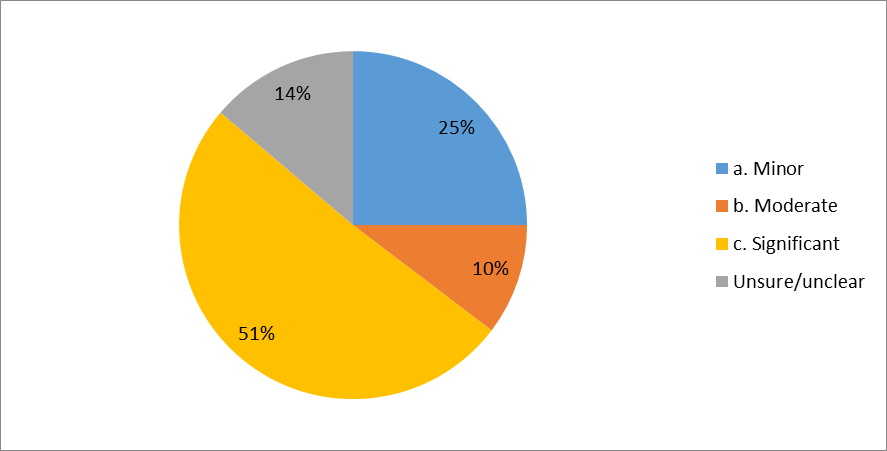 14%
25%
10%
51%
a. Minor
b. Moderate
c. Significant
Unsure/unclear